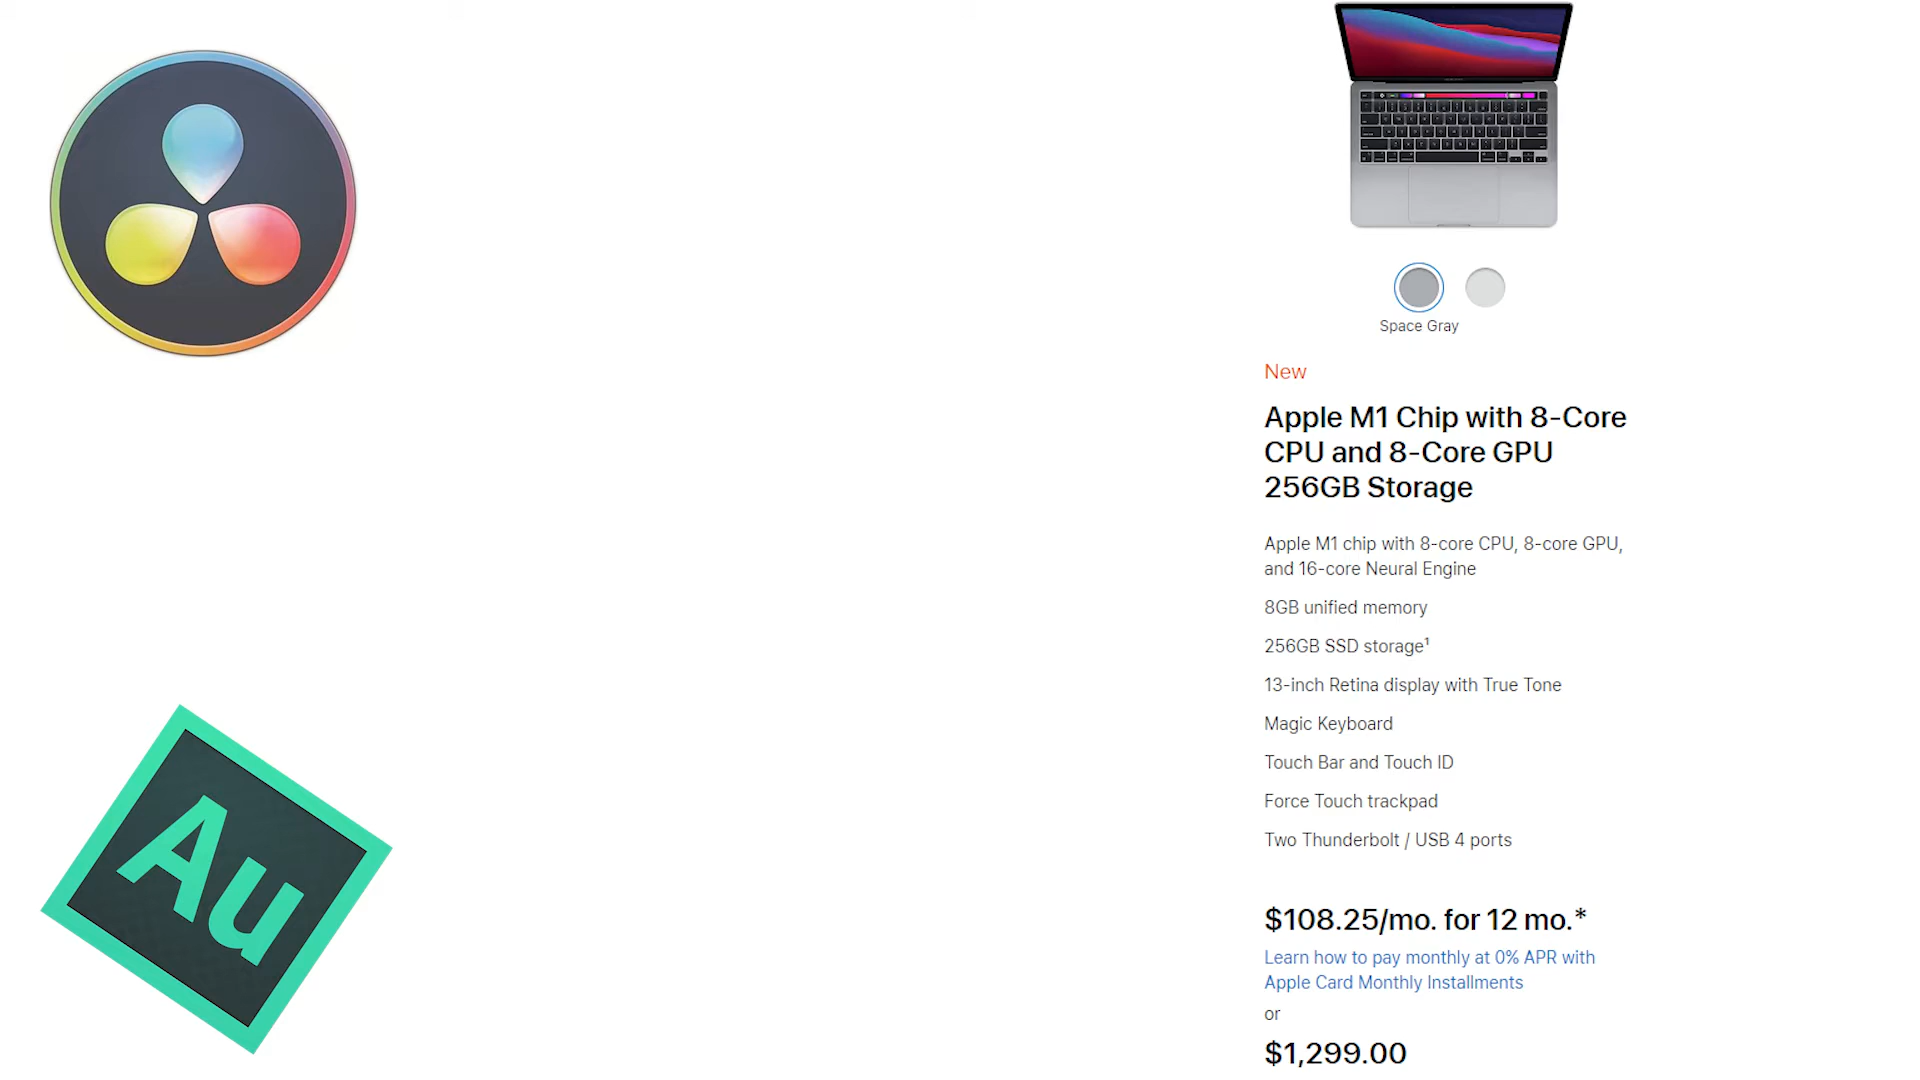 Space Gray
New
Apple M1 Chip with 8-Core
CPU and 8-Core GPU
256GB Storage
Apple M1 chip with 8-core CPU, 8-core GPU,
and 16-core Neural Engine
8GB unified memory
256GB SSD storage¹
13-inch Retina display with True Tone
Magic Keyboard
Touch Bar and Touch ID
Force Touch trackpad
Two Thunderbolt / USB 4 ports
$108.25/mo. for 12 mo.*
Learn how to pay monthly at 0% APR with
Apple Card Monthly Installments
or
$1,299.00
Au